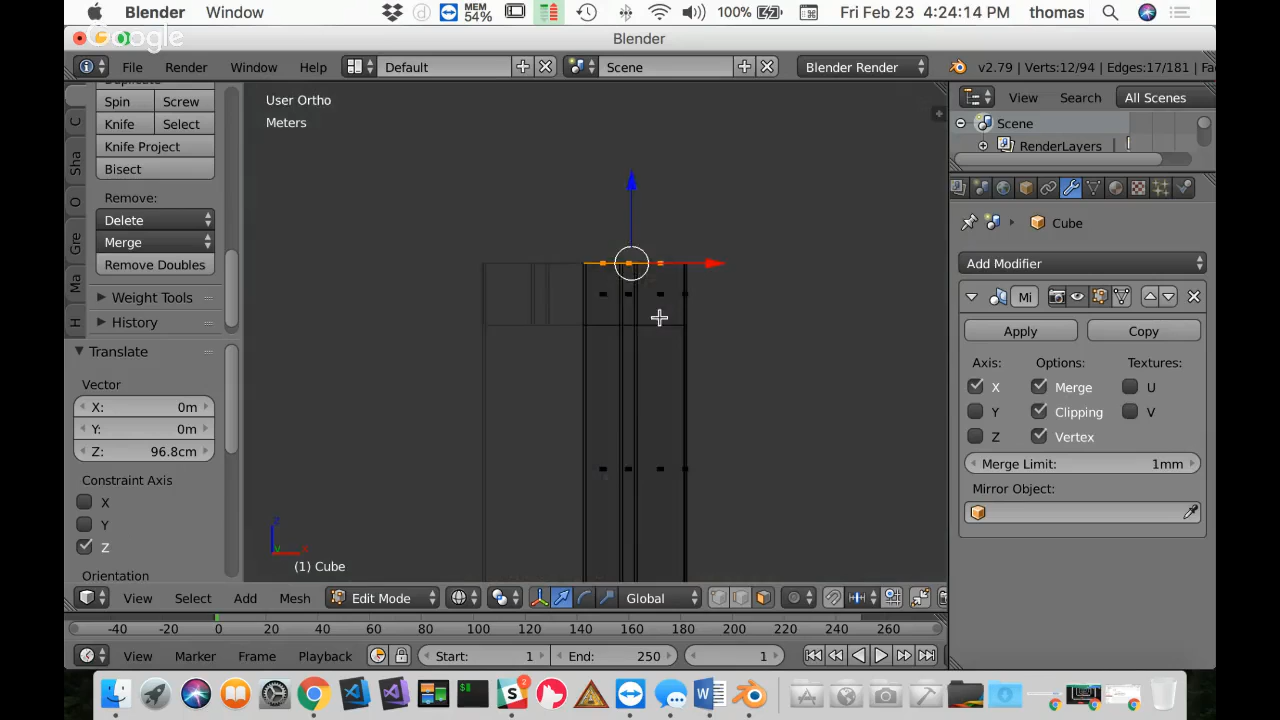 Blender Window MEM 54% 100% Fri Feb 23 4:24:14 PM thomas
Google
Blender
File Render Window Help Default Scene Blender Render v2.79 | Verts:12/94 | Edges:17/181 | Fac
Spin Screw
Knife Select
Knife Project
Bisect
Remove:
Delete
Merge
Remove Doubles
Weight Tools
History
C
Sha
O
Gre
Ma
H
Translate
Vector
X: 0m
Y: 0m
Z: 96.8cm
Constraint Axis
X
Y
Z
Orientation
User Ortho
Meters
(1) Cube
View Search All Scenes
Scene
RenderLayers
Cube
Add Modifier
Mi
Apply Copy
Axis: Options: Textures:
X Merge U
Y Clipping V
Z Vertex
Merge Limit: 1mm
Mirror Object:
View Select Add Mesh Edit Mode Global
-40 -20 0 20 40 60 80 100 120 140 160 180 200 220 240 260
View Marker Frame Playback Start: 1 End: 250 1
2